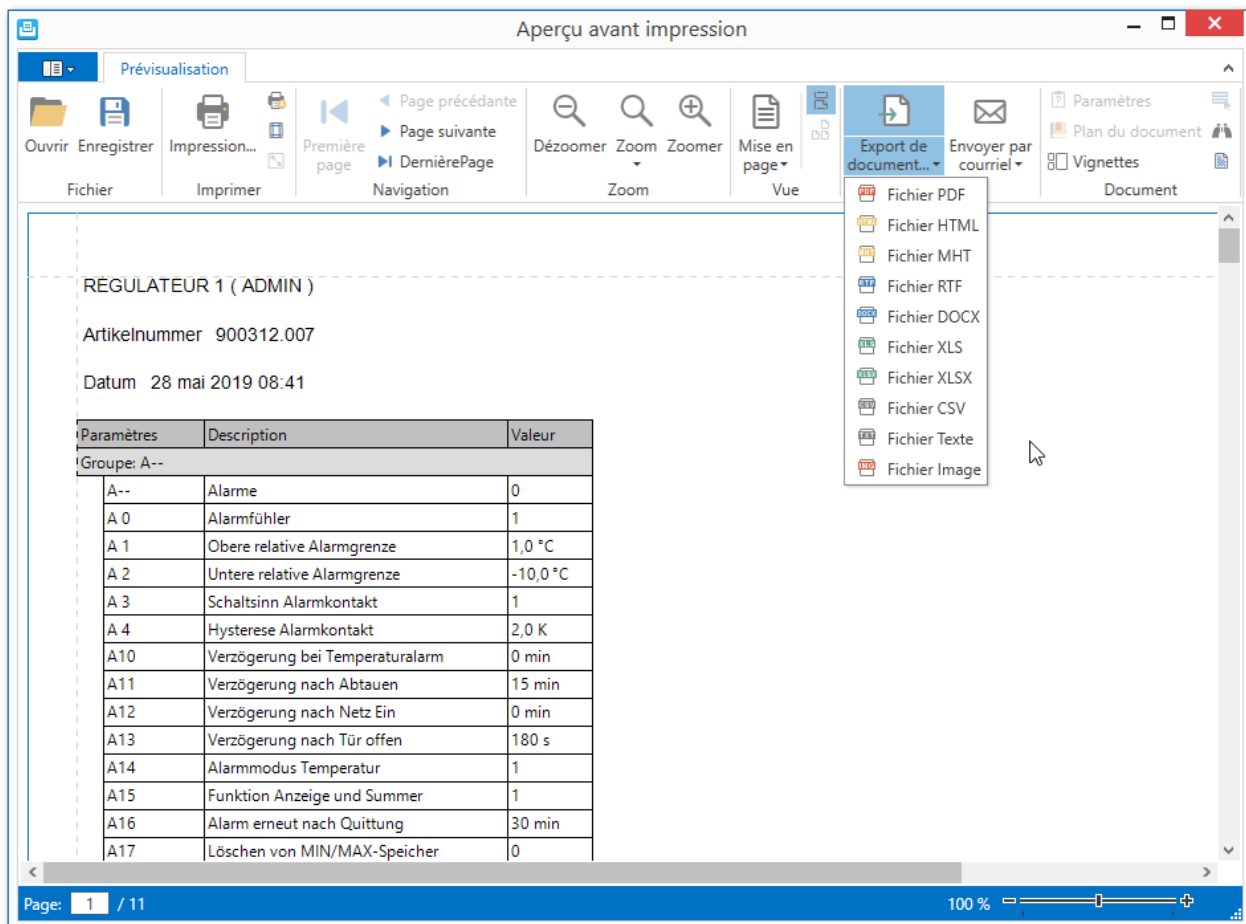 Aperçu avant impression
Prévisualisation
Ouvrir Enregistrer Impression... Première page Page précédante Page suivante DernièrePage Dézoomer Zoom Zoomer Mise en page Export de document... Envoyer par courriel Paramètres Plan du document Vignettes
Fichier Imprimer Navigation Zoom Vue Document
Fichier PDF
Fichier HTML
Fichier MHT
Fichier RTF
Fichier DOCX
Fichier XLS
Fichier XLSX
Fichier CSV
Fichier Texte
Fichier Image
REGULATEUR 1 ( ADMIN )
Artikelnummer 900312.007
Datum 28 mai 2019 08:41
Paramètres Description Valeur
Groupe: A--
A-- Alarme 0
A 0 Alarmfühler 1
A 1 Obere relative Alarmgrenze 1,0 °C
A 2 Untere relative Alarmgrenze -10,0 °C
A 3 Schaltsinn Alarmkontakt 1
A 4 Hysterese Alarmkontakt 2,0 K
A10 Verzögerung bei Temperaturalarm 0 min
A11 Verzögerung nach Abtauen 15 min
A12 Verzögerung nach Netz Ein 0 min
A13 Verzögerung nach Tür offen 180 s
A14 Alarmmodus Temperatur 1
A15 Funktion Anzeige und Summer 1
A16 Alarm erneut nach Quittung 30 min
A17 Löschen von MIN/MAX-Speicher 0
Page: 1 / 11 100 %